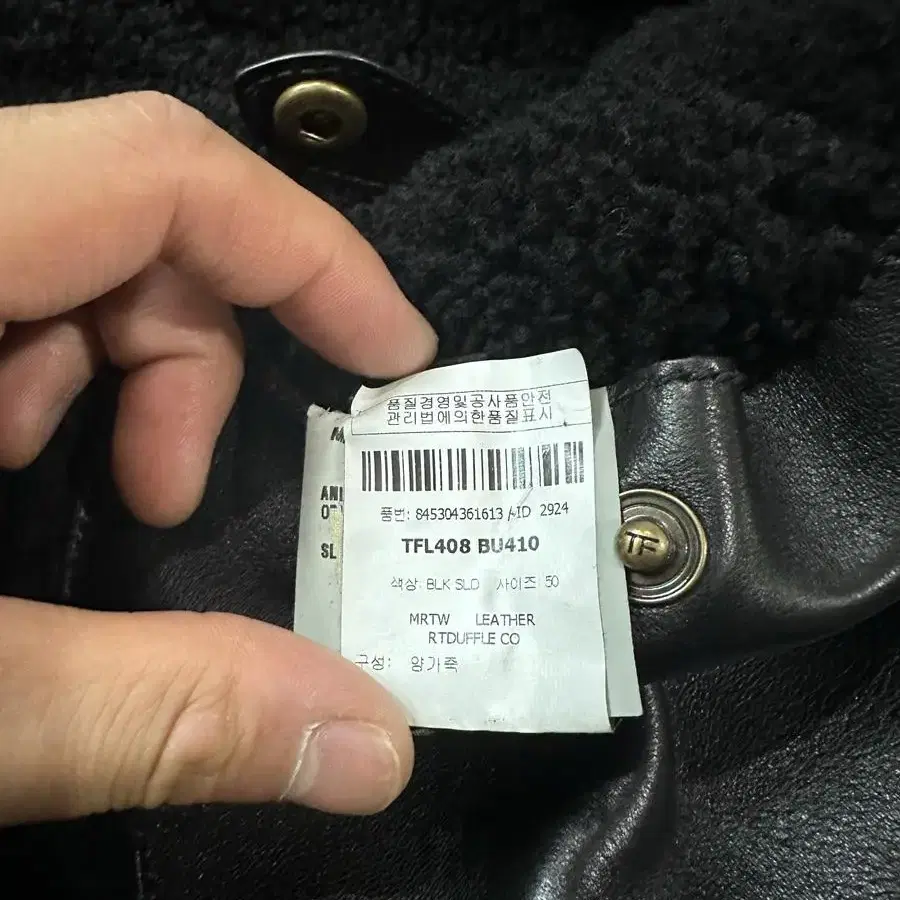 품질경영및공사품안전
관리법에의한품질표시
품번: 845304361613 /-ID 2924
TFL408 BU410
색상: BLK SLD 사이즈 50
MRTW LEATHER
RTDUFFLE CO
구성: 양가죽
SL
TF